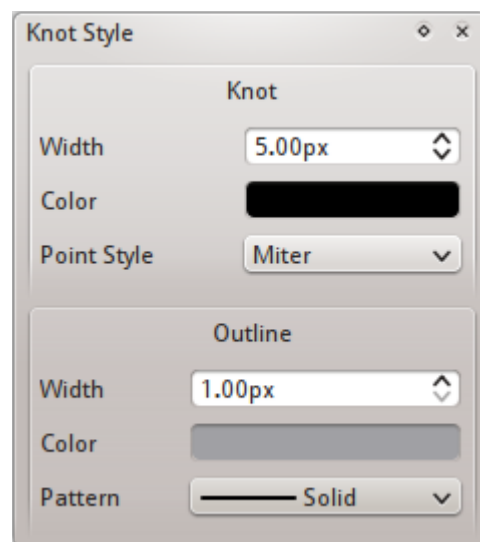 Knot Style
Knot
Width 5.00px
Color
Point Style Miter
Outline
Width 1.00px
Color
Pattern Solid